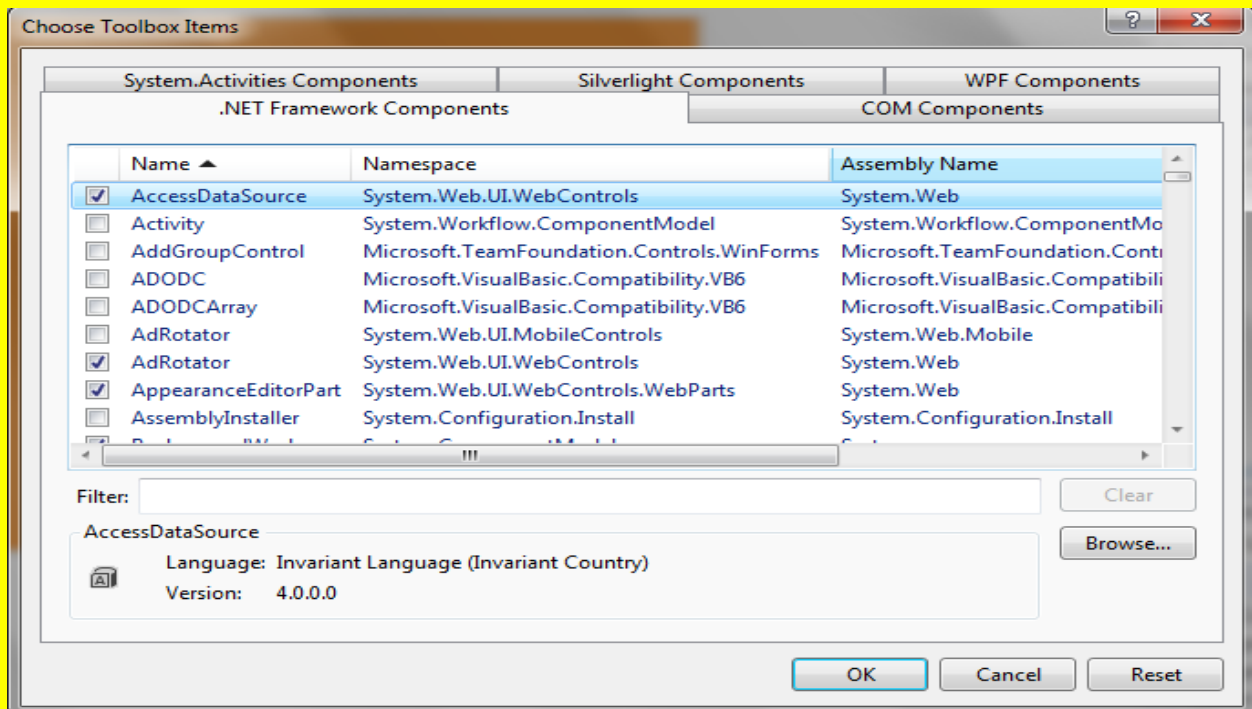 Choose Toolbox Items
System.Activities Components Silverlight Components WPF Components
.NET Framework Components COM Components
Name Namespace Assembly Name
AccessDataSource System.Web.UI.WebControls System.Web
Activity System.Workflow.ComponentModel System.Workflow.ComponentMo
AddGroupControl Microsoft.TeamFoundation.Controls.WinForms Microsoft.TeamFoundation.Contr
ADODC Microsoft.VisualBasic.Compatibility.VB6 Microsoft.VisualBasic.Compatibili
ADODCArray Microsoft.VisualBasic.Compatibility.VB6 Microsoft.VisualBasic.Compatibili
AdRotator System.Web.UI.MobileControls System.Web.Mobile
AdRotator System.Web.UI.WebControls System.Web
AppearanceEditorPart System.Web.UI.WebControls.WebParts System.Web
AssemblyInstaller System.Configuration.Install System.Configuration.Install
Filter: Clear
AccessDataSource
Browse...
Language: Invariant Language (Invariant Country)
Version: 4.0.0.0
OK Cancel Reset